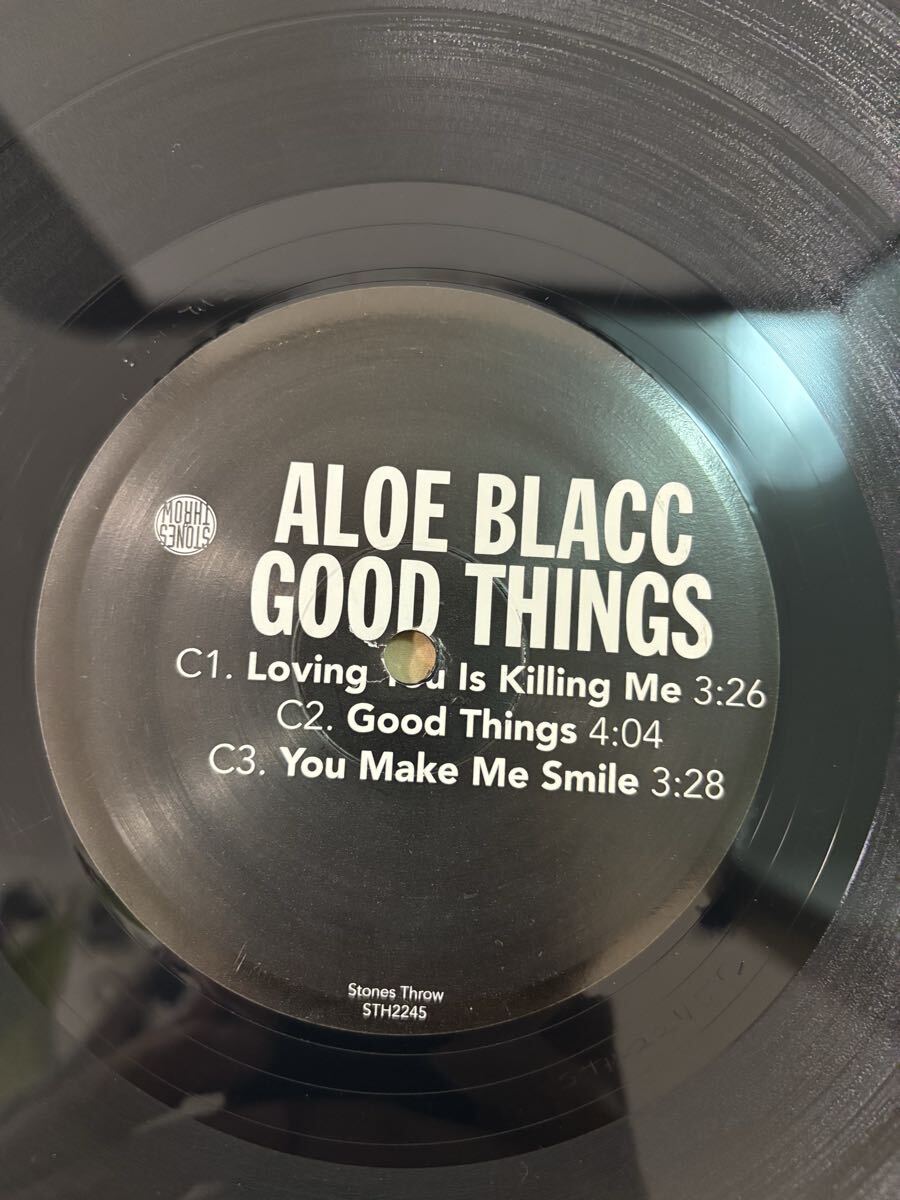 STONES
THROW
ALOE BLACC
GOOD THINGS
C1. Loving You Is Killing Me 3:26
C2. Good Things 4:04
C3. You Make Me Smile 3:28
Stones Throw
STH2245